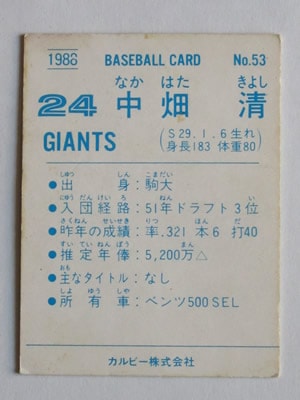 1988 BASEBALL CARD No.53
なか はた きよし
24 中畑 清
GIANTS
(S29.1.6生れ
身長183 体重80)
しゅつ しん こまだい
●出 身：駒大
にゅう だん けい ろ ねん い
●入団経路：51年ドラフト3位
さくねん せいせき りつ ほん だ
●昨年の成績：率.321 本6 打40
すい てい ねん ぽう まん
●推定年俸：5,200万△
おも
●主なタイトル：なし
しょ ゆう しゃ
●所有車：ベンツ500SEL
カルビー株式会社